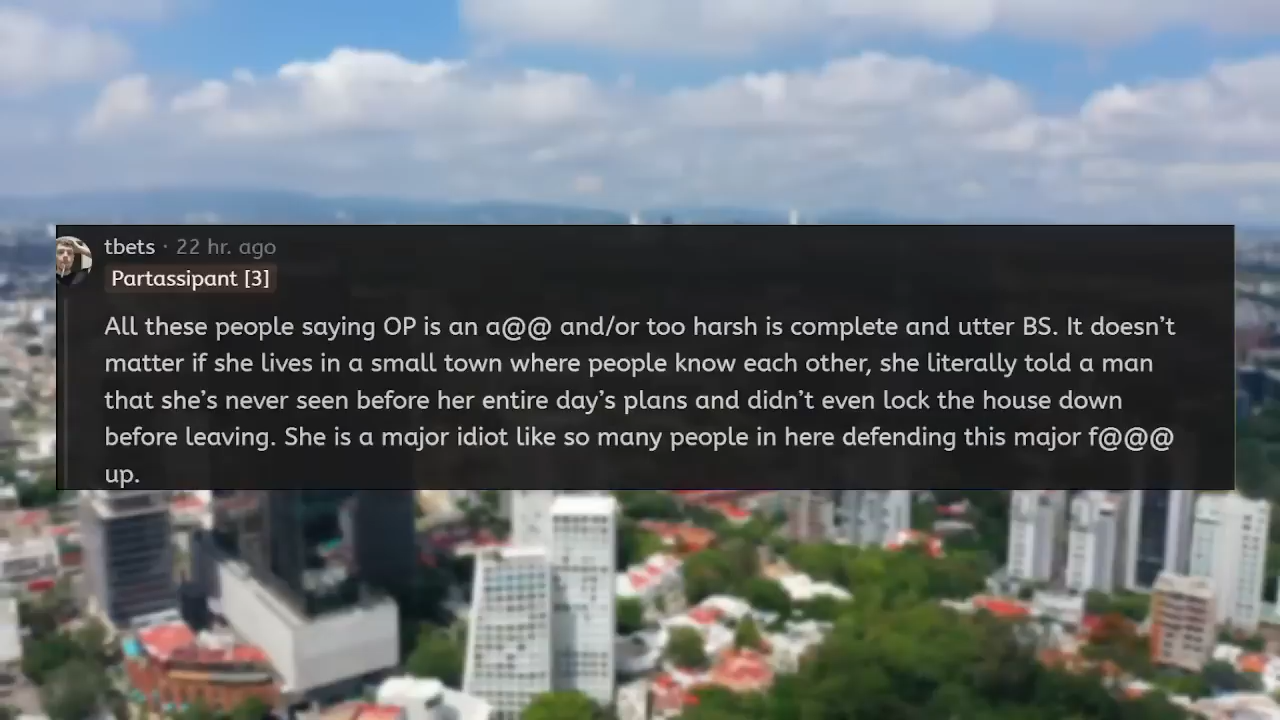 tbets · 22 hr. ago
Partassipant [3]
All these people saying OP is an a@@ and/or too harsh is complete and utter BS. It doesn’t
matter if she lives in a small town where people know each other, she literally told a man
that she’s never seen before her entire day’s plans and didn’t even lock the house down
before leaving. She is a major idiot like so many people in here defending this major f@@@
up.